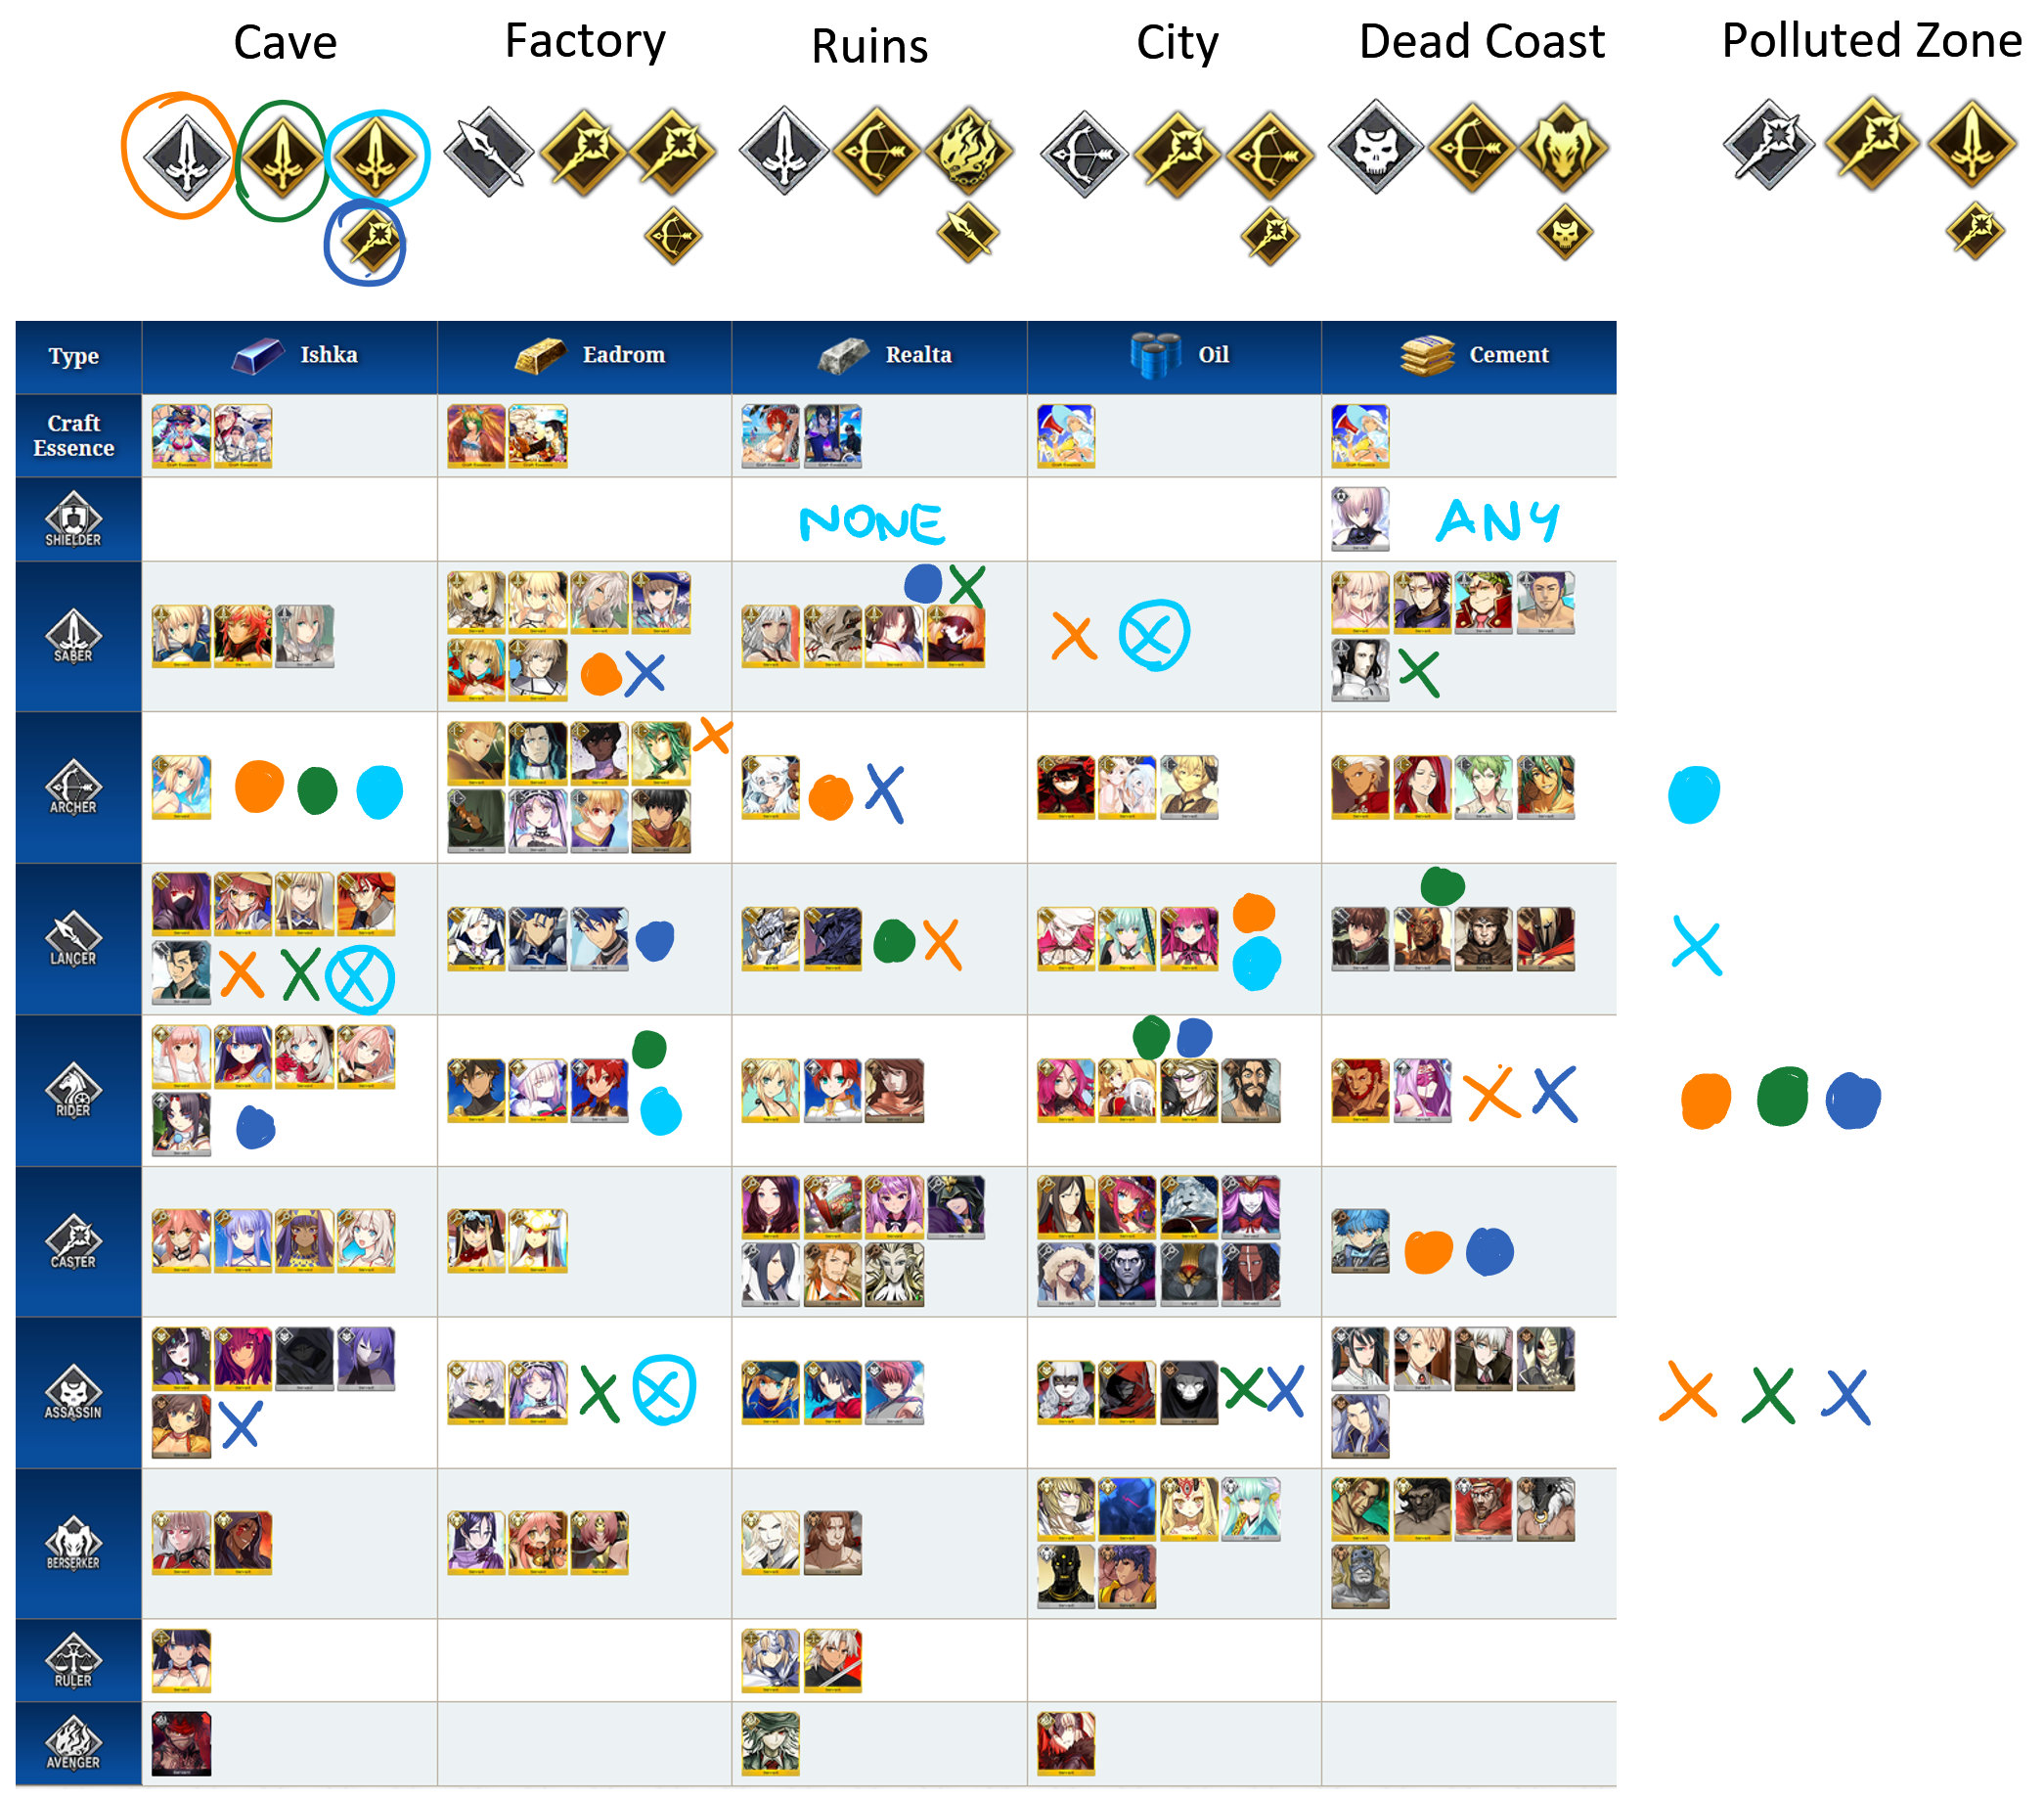 Cave
Factory
Ruins
City
Dead Coast
Polluted Zone
Type
Ishka
Eadrom
Realta
Oil
Cement
Craft
Essence
SHIELDER
NONE
ANY
SABER
ARCHER
LANCER
RIDER
CASTER
ASSASSIN
BERSERKER
RULER
AVENGER